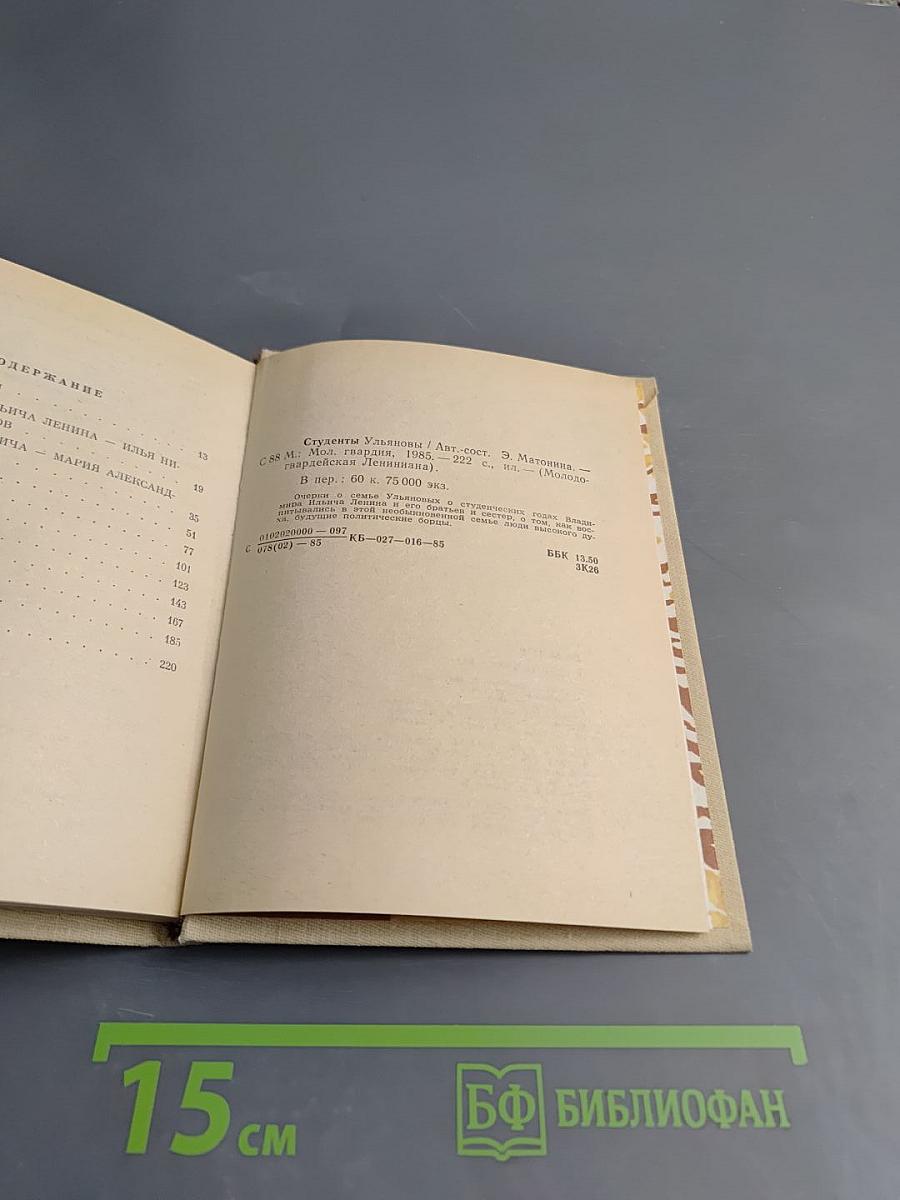 ОДЕРЖАНИЕ
ЬИЧА ЛЕНИНА — ИЛЬЯ НИ-
ОВ 13
ИЧА — МАРИЯ АЛЕКСАНД-
19
35
51
77
101
123
143
167
185
220
Студенты Ульяновы / Авт.-сост. Э. Матонина. —
С 88 М.: Мол. гвардия, 1985. — 222 с., ил. — (Молодо-
гвардейская Лениниана).
В пер.: 60 к. 75 000 экз.
Очерки о семье Ульяновых о студенческих годах Влади-
мира Ильича Ленина и его братьев и сестер, о том, как вос-
питывались в этой необыкновенной семье люди высокого ду-
ха, будущие политические борцы.
С 0102020000 — 097
078(02) — 85 КБ—027—016—85
ББК 13.50
3К26
15 см
БФ БИБЛИОФАН